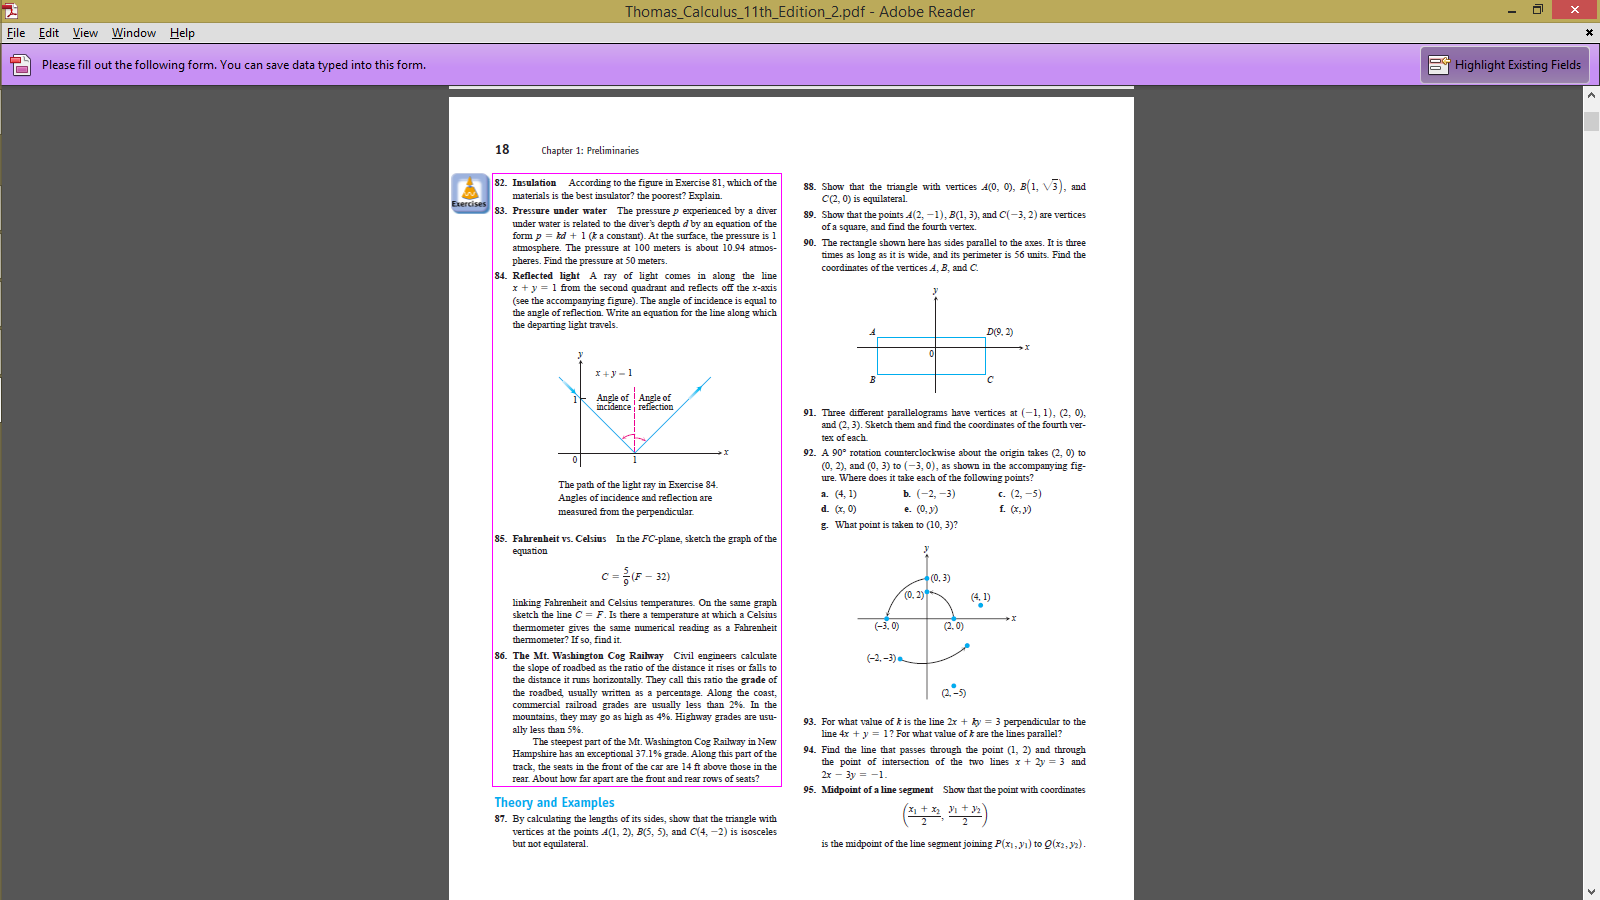 Thomas_Calculus_11th_Edition_2.pdf - Adobe Reader
File Edit View Window Help
Please fill out the following form. You can save data typed into this form.
Highlight Existing Fields
18 Chapter 1: Preliminaries
Exercises
82. Insulation According to the figure in Exercise 81, which of the
materials is the best insulator? the poorest? Explain.
83. Pressure under water The pressure p experienced by a diver
under water is related to the diver's depth d by an equation of the
form p = kd + 1 (k a constant). At the surface, the pressure is 1
atmosphere. The pressure at 100 meters is about 10.94 atmos-
pheres. Find the pressure at 50 meters.
84. Reflected light A ray of light comes in along the line
x + y = 1 from the second quadrant and reflects off the x-axis
(see the accompanying figure). The angle of incidence is equal to
the angle of reflection. Write an equation for the line along which
the departing light travels.
y
x + y = 1
1
Angle of Angle of
incidence reflection
x
0
1
The path of the light ray in Exercise 84.
Angles of incidence and reflection are
measured from the perpendicular.
85. Fahrenheit vs. Celsius In the FC-plane, sketch the graph of the
equation
C = 5/9 (F − 32)
linking Fahrenheit and Celsius temperatures. On the same graph
sketch the line C = F. Is there a temperature at which a Celsius
thermometer gives the same numerical reading as a Fahrenheit
thermometer? If so, find it.
86. The Mt. Washington Cog Railway Civil engineers calculate
the slope of roadbed as the ratio of the distance it rises or falls to
the distance it runs horizontally. They call this ratio the grade of
the roadbed, usually written as a percentage. Along the coast,
commercial railroad grades are usually less than 2%. In the
mountains, they may go as high as 4%. Highway grades are usu-
ally less than 5%.
The steepest part of the Mt. Washington Cog Railway in New
Hampshire has an exceptional 37.1% grade. Along this part of the
track, the seats in the front of the car are 14 ft above those in the
rear. About how far apart are the front and rear rows of seats?
Theory and Examples
87. By calculating the lengths of its sides, show that the triangle with
vertices at the points A(1, 2), B(5, 5), and C(4, −2) is isosceles
but not equilateral.
88. Show that the triangle with vertices A(0, 0), B(1, √3), and
C(2, 0) is equilateral.
89. Show that the points A(2, −1), B(1, 3), and C(−3, 2) are vertices
of a square, and find the fourth vertex.
90. The rectangle shown here has sides parallel to the axes. It is three
times as long as it is wide, and its perimeter is 56 units. Find the
coordinates of the vertices A, B, and C.
y
A
D(9, 2)
x
0
B
C
91. Three different parallelograms have vertices at (−1, 1), (2, 0),
and (2, 3). Sketch them and find the coordinates of the fourth ver-
tex of each.
92. A 90° rotation counterclockwise about the origin takes (2, 0) to
(0, 2), and (0, 3) to (−3, 0), as shown in the accompanying fig-
ure. Where does it take each of the following points?
a. (4, 1) b. (−2, −3) c. (2, −5)
d. (x, 0) e. (0, y) f. (x, y)
g. What point is taken to (10, 3)?
y
(0, 3)
(0, 2)
(4, 1)
x
(−3, 0)
(2, 0)
(−2, −3)
(2, −5)
93. For what value of k is the line 2x + ky = 3 perpendicular to the
line 4x + y = 1? For what value of k are the lines parallel?
94. Find the line that passes through the point (1, 2) and through
the point of intersection of the two lines x + 2y = 3 and
2x − 3y = −1.
95. Midpoint of a line segment Show that the point with coordinates
((x₁ + x₂)/2, (y₁ + y₂)/2)
is the midpoint of the line segment joining P(x₁, y₁) to Q(x₂, y₂).